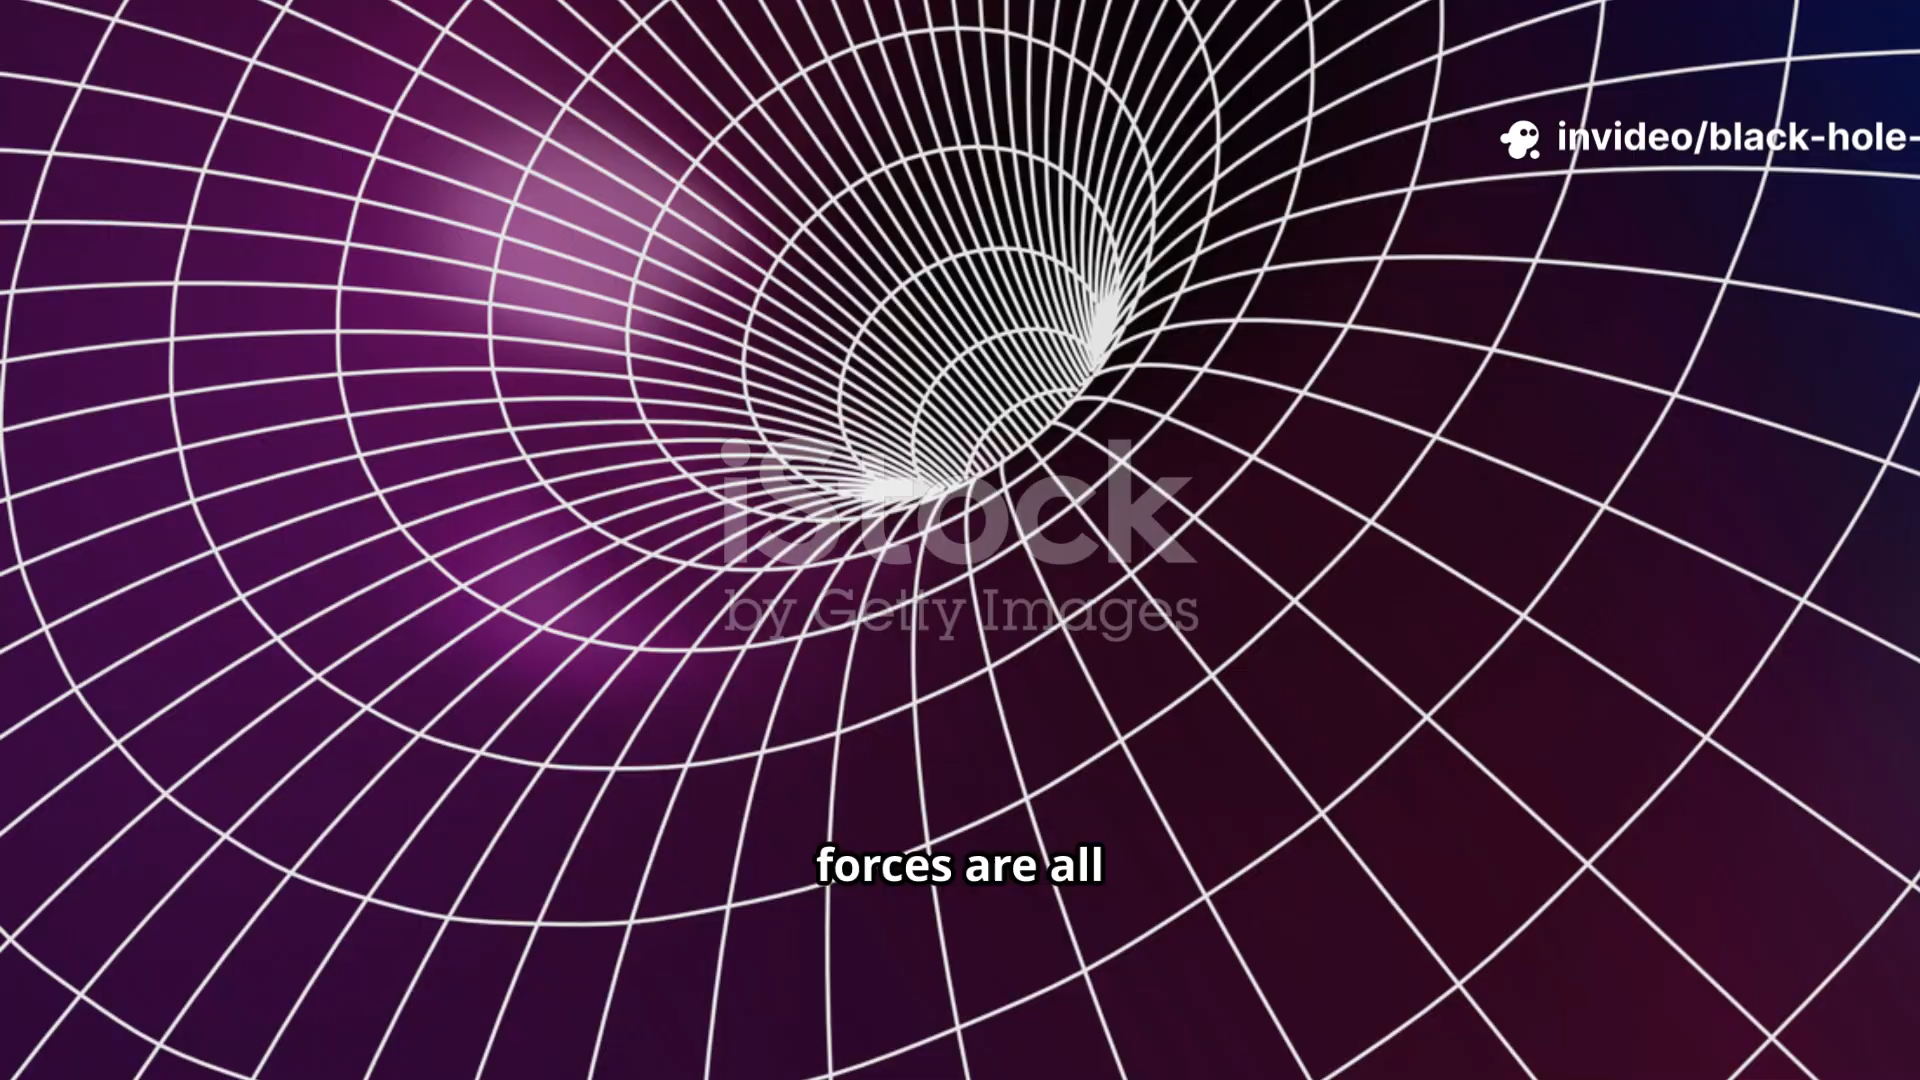 invideo/black-hole-
iStock
by Getty Images
forces are all